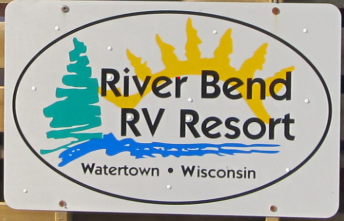 River Bend
RV Resort
Watertown • Wisconsin